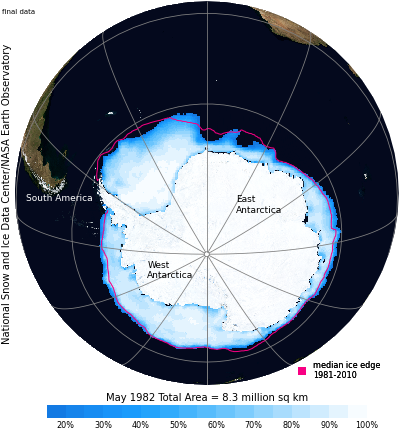 final data
National Snow and Ice Data Center/NASA Earth Observatory
South America
East
Antarctica
West
Antarctica
median ice edge
1981-2010
May 1982 Total Area = 8.3 million sq km
20% 30% 40% 50% 60% 70% 80% 90% 100%